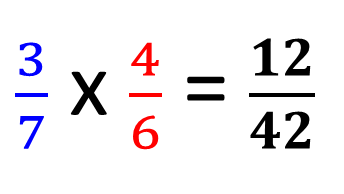 3/7 x 4/6 = 12/42